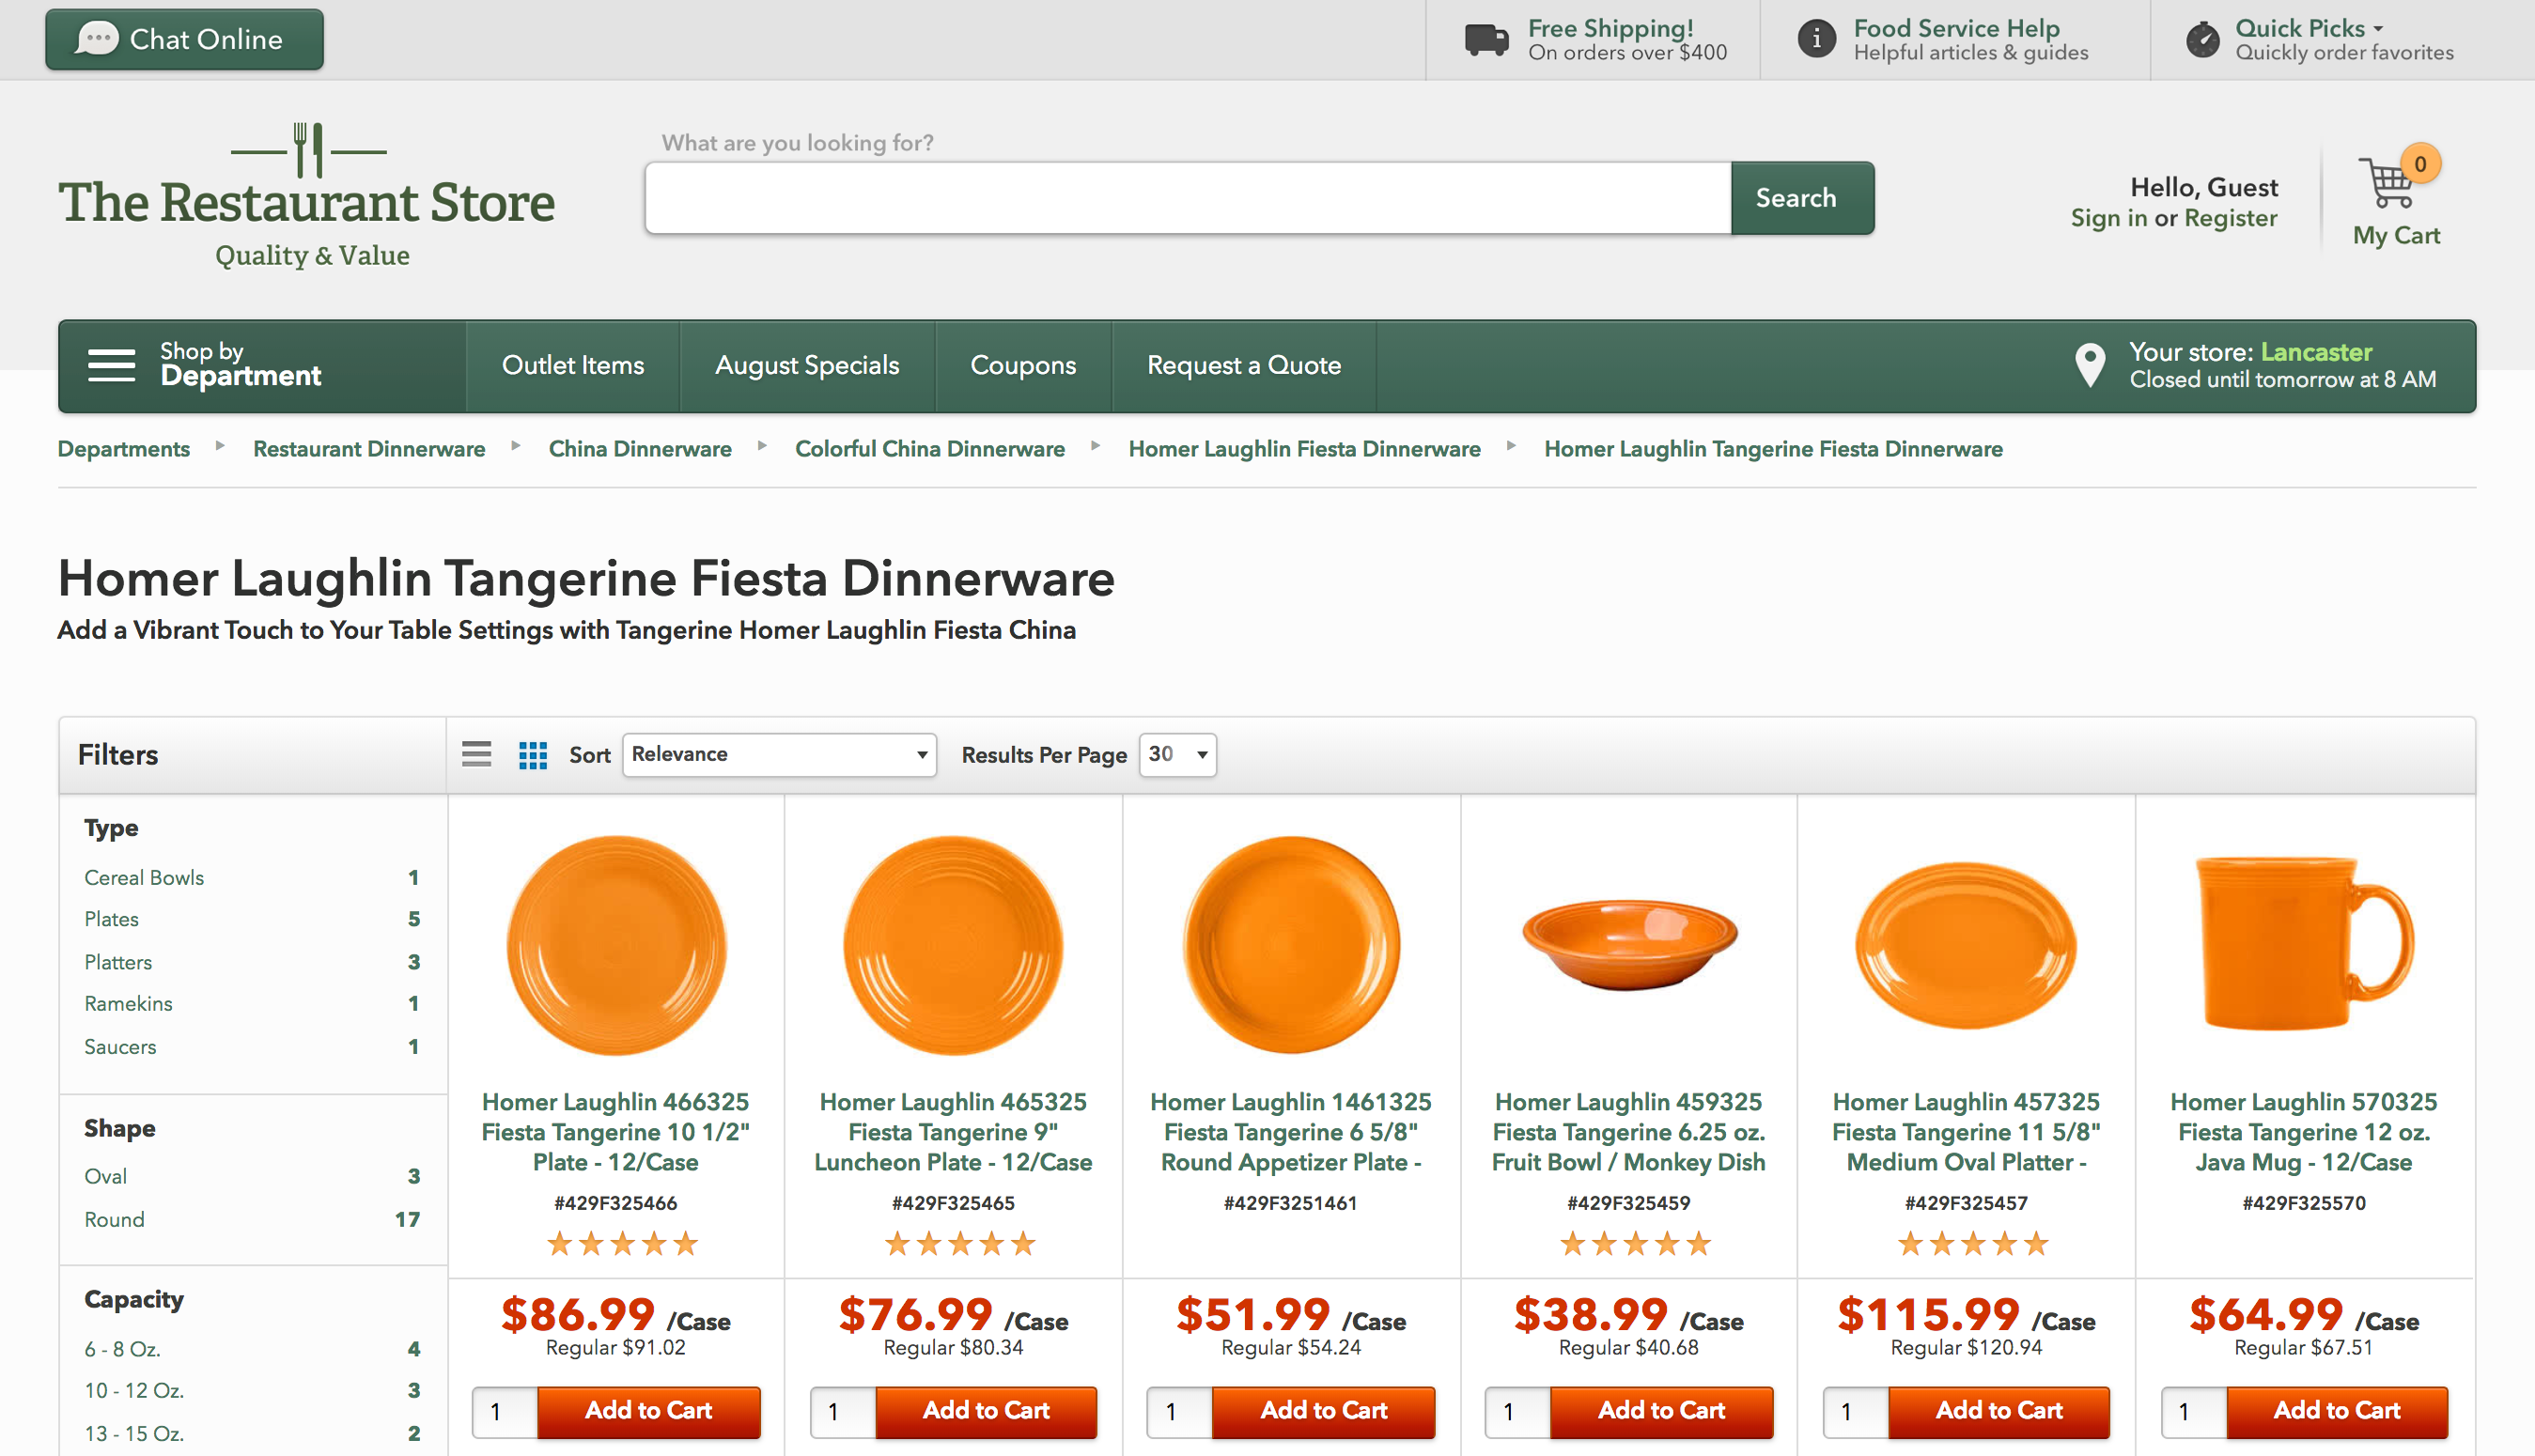 Chat Online
Free Shipping!
On orders over $400
Food Service Help
Helpful articles & guides
Quick Picks
Quickly order favorites
The Restaurant Store
Quality & Value
What are you looking for?
Search
Hello, Guest
Sign in or Register
0
My Cart
Shop by
Department
Outlet Items
August Specials
Coupons
Request a Quote
Your store: Lancaster
Closed until tomorrow at 8 AM
Departments
Restaurant Dinnerware
China Dinnerware
Colorful China Dinnerware
Homer Laughlin Fiesta Dinnerware
Homer Laughlin Tangerine Fiesta Dinnerware
Homer Laughlin Tangerine Fiesta Dinnerware
Add a Vibrant Touch to Your Table Settings with Tangerine Homer Laughlin Fiesta China
Filters
Sort
Relevance
Results Per Page
30
Type
Cereal Bowls 1
Plates 5
Platters 3
Ramekins 1
Saucers 1
Shape
Oval 3
Round 17
Capacity
6 - 8 Oz. 4
10 - 12 Oz. 3
13 - 15 Oz. 2
Homer Laughlin 466325
Fiesta Tangerine 10 1/2"
Plate - 12/Case
#429F325466
$86.99 /Case
Regular $91.02
1
Add to Cart
Homer Laughlin 465325
Fiesta Tangerine 9"
Luncheon Plate - 12/Case
#429F325465
$76.99 /Case
Regular $80.34
1
Add to Cart
Homer Laughlin 1461325
Fiesta Tangerine 6 5/8"
Round Appetizer Plate -
#429F3251461
$51.99 /Case
Regular $54.24
1
Add to Cart
Homer Laughlin 459325
Fiesta Tangerine 6.25 oz.
Fruit Bowl / Monkey Dish
#429F325459
$38.99 /Case
Regular $40.68
1
Add to Cart
Homer Laughlin 457325
Fiesta Tangerine 11 5/8"
Medium Oval Platter -
#429F325457
$115.99 /Case
Regular $120.94
1
Add to Cart
Homer Laughlin 570325
Fiesta Tangerine 12 oz.
Java Mug - 12/Case
#429F325570
$64.99 /Case
Regular $67.51
1
Add to Cart